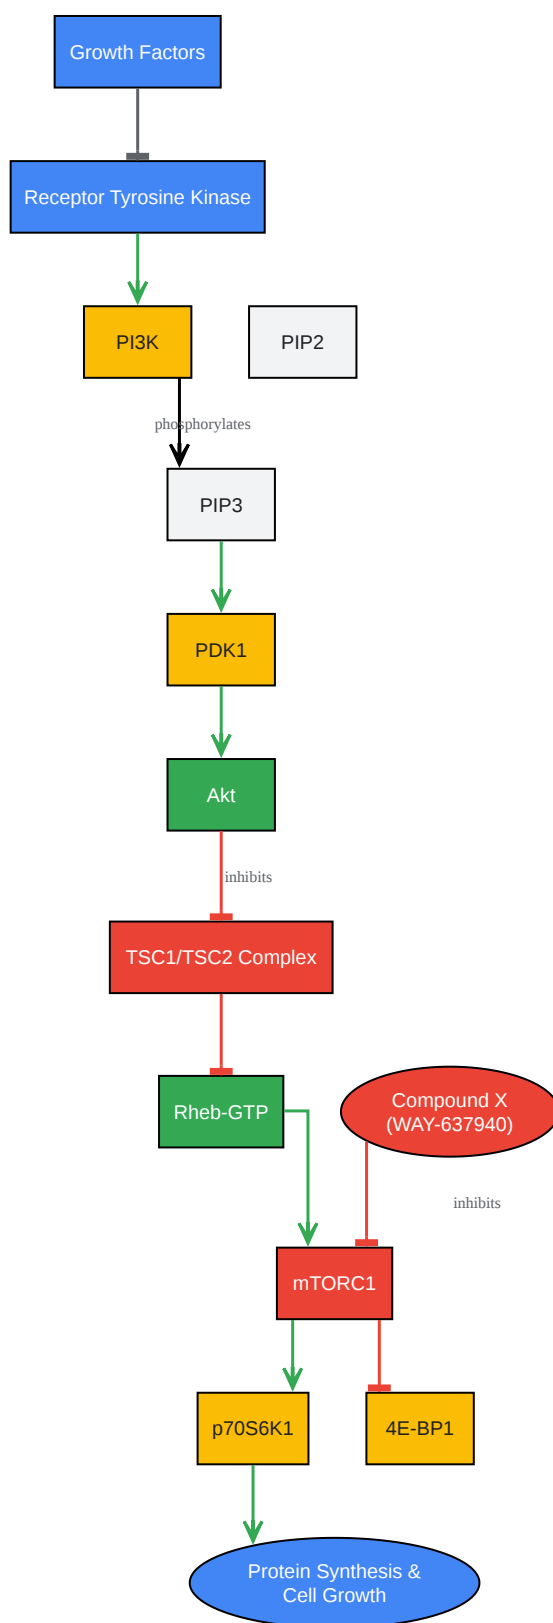 Growth Factors
Receptor Tyrosine Kinase
PI3K
PIP2
phosphorylates
PIP3
PDK1
Akt
inhibits
TSC1/TSC2 Complex
Rheb-GTP
Compound X
(WAY-637940)
inhibits
mTORC1
p70S6K1
4E-BP1
Protein Synthesis &
Cell Growth